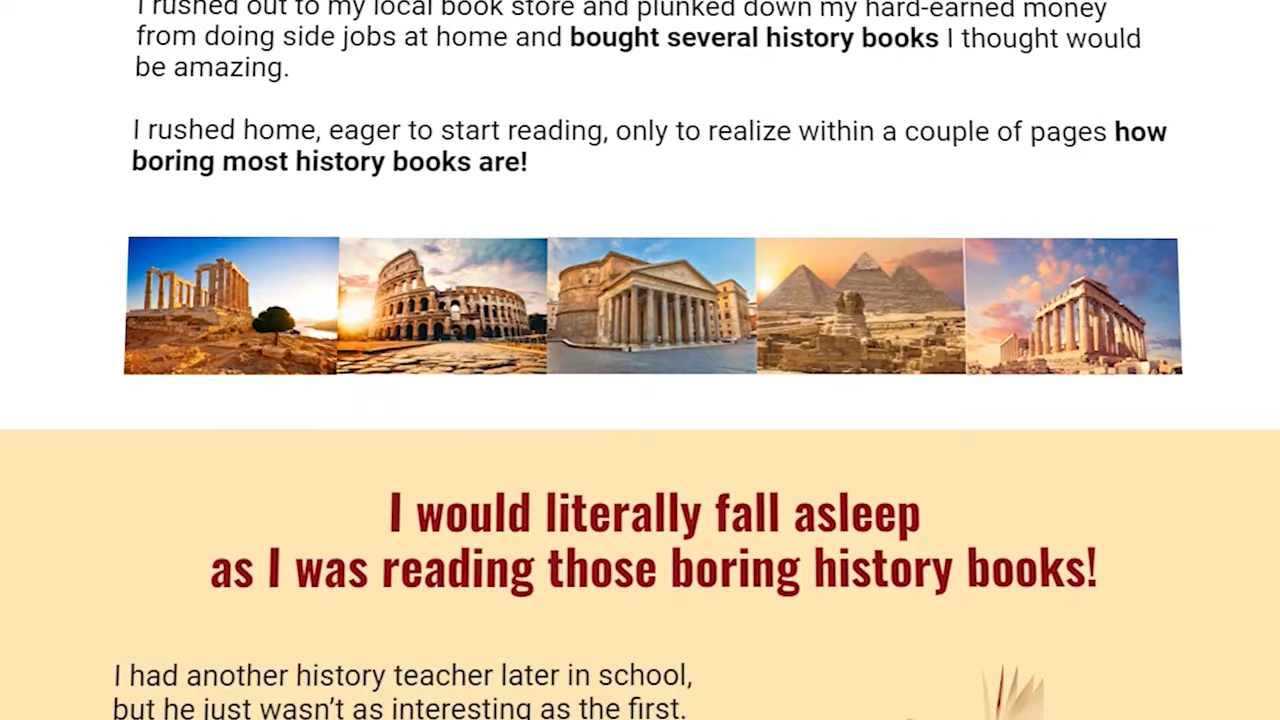 I rushed out to my local book store and plunked down my hard-earned money
from doing side jobs at home and bought several history books I thought would
be amazing.
I rushed home, eager to start reading, only to realize within a couple of pages how
boring most history books are!
I would literally fall asleep
as I was reading those boring history books!
I had another history teacher later in school,
but he just wasn't as interesting as the first.